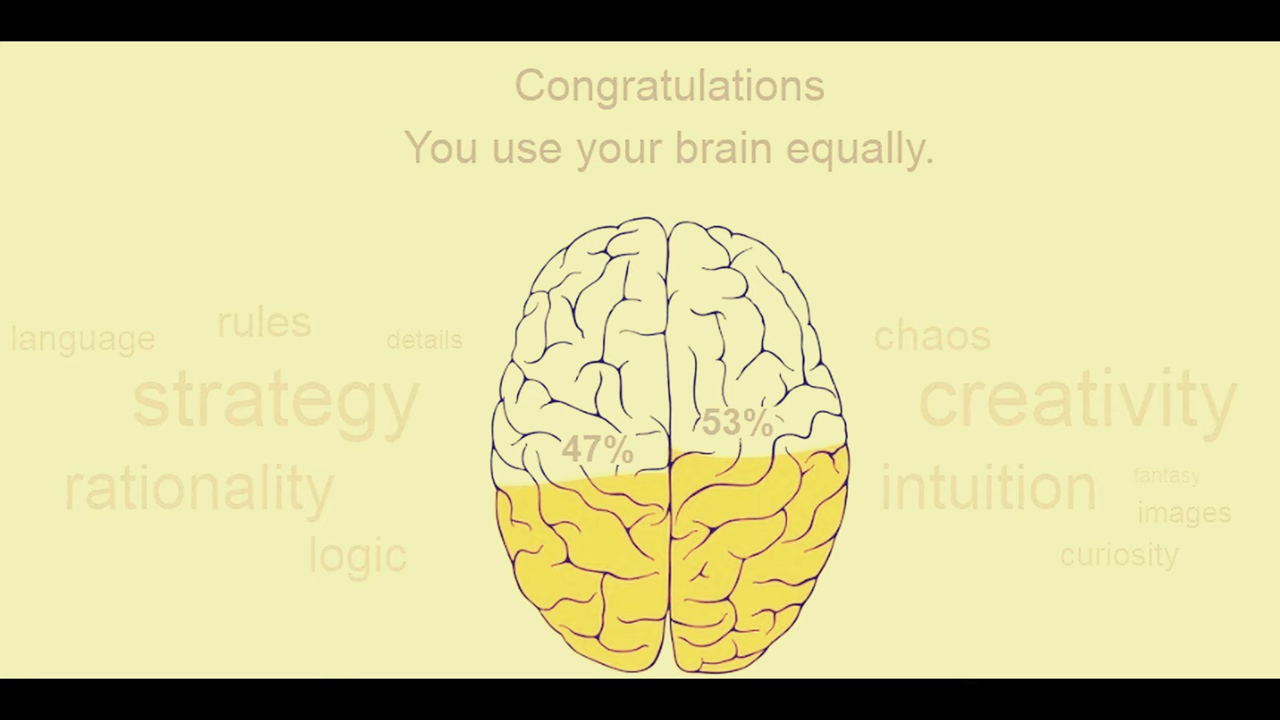 Congratulations
You use your brain equally.
language
rules
details
strategy
rationality
logic
47%
53%
chaos
creativity
intuition
fantasy
images
curiosity